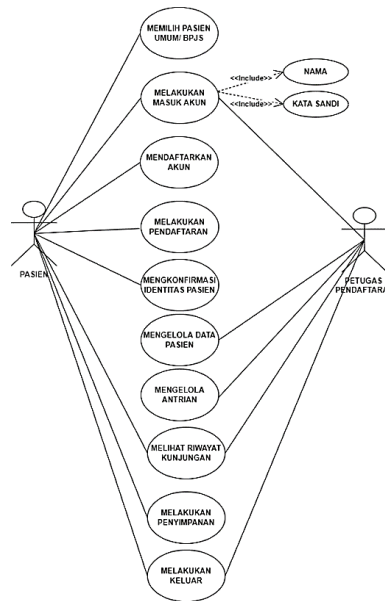 MEMILIH PASIEN
UMUM/ BPJS
MELAKUKAN
MASUK AKUN
<<Include>>
NAMA
<<Include>>
KATA SANDI
MENDAFTARKAN
AKUN
MELAKUKAN
PENDAFTARAN
PASIEN
PETUGAS
PENDAFTARA
MENGKONFIRMASI
IDENTITAS PASIEN
MENGELOLA DATA
PASIEN
MENGELOLA
ANTRIAN
MELIHAT RIWAYAT
KUNJUNGAN
MELAKUKAN
PENYIMPANAN
MELAKUKAN
KELUAR